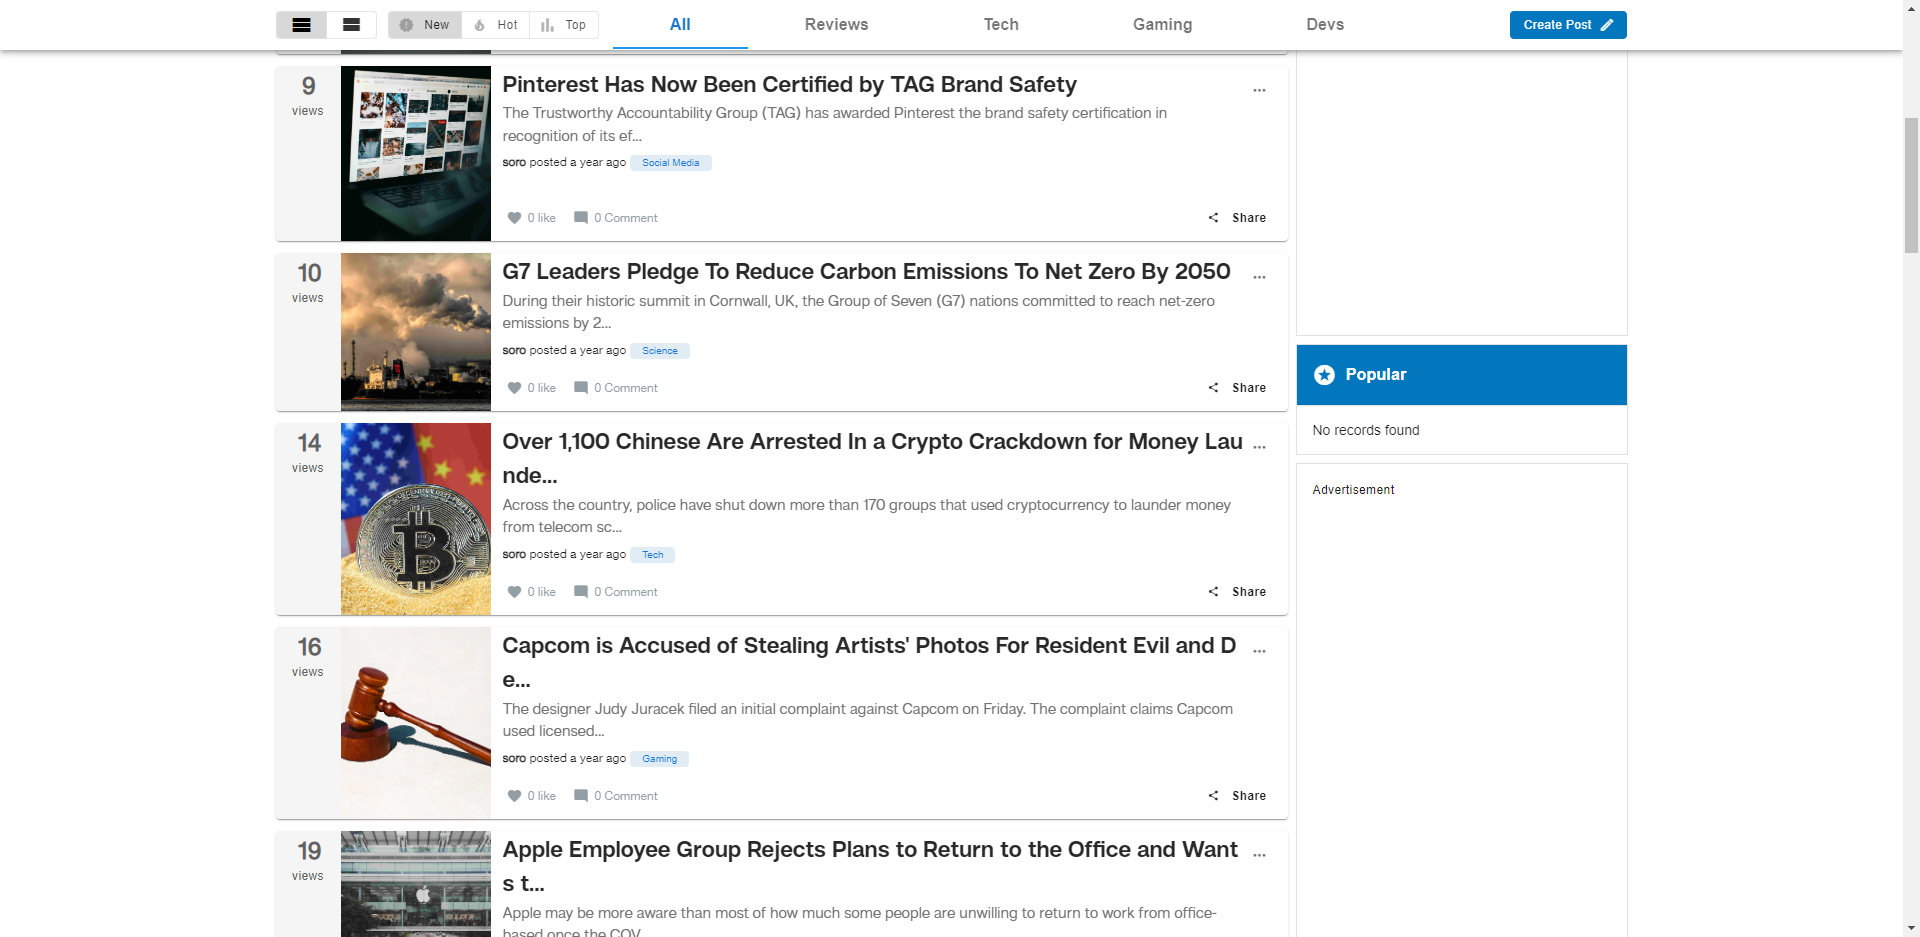 New
Hot
Top
All
Reviews
Tech
Gaming
Devs
Create Post
9
views
Pinterest Has Now Been Certified by TAG Brand Safety
...
The Trustworthy Accountability Group (TAG) has awarded Pinterest the brand safety certification in
recognition of its ef...
soro posted a year ago Social Media
0 like 0 Comment
Share
10
views
G7 Leaders Pledge To Reduce Carbon Emissions To Net Zero By 2050
...
During their historic summit in Cornwall, UK, the Group of Seven (G7) nations committed to reach net-zero
emissions by 2...
soro posted a year ago Science
0 like 0 Comment
Share
14
views
Over 1,100 Chinese Are Arrested In a Crypto Crackdown for Money Lau
nde...
...
Across the country, police have shut down more than 170 groups that used cryptocurrency to launder money
from telecom sc...
soro posted a year ago Tech
0 like 0 Comment
Share
16
views
Capcom is Accused of Stealing Artists' Photos For Resident Evil and D
e...
...
The designer Judy Juracek filed an initial complaint against Capcom on Friday. The complaint claims Capcom
used licensed...
soro posted a year ago Gaming
0 like 0 Comment
Share
19
views
Apple Employee Group Rejects Plans to Return to the Office and Want
s t...
...
Apple may be more aware than most of how much some people are unwilling to return to work from office-
based once the COV
Popular
No records found
Advertisement